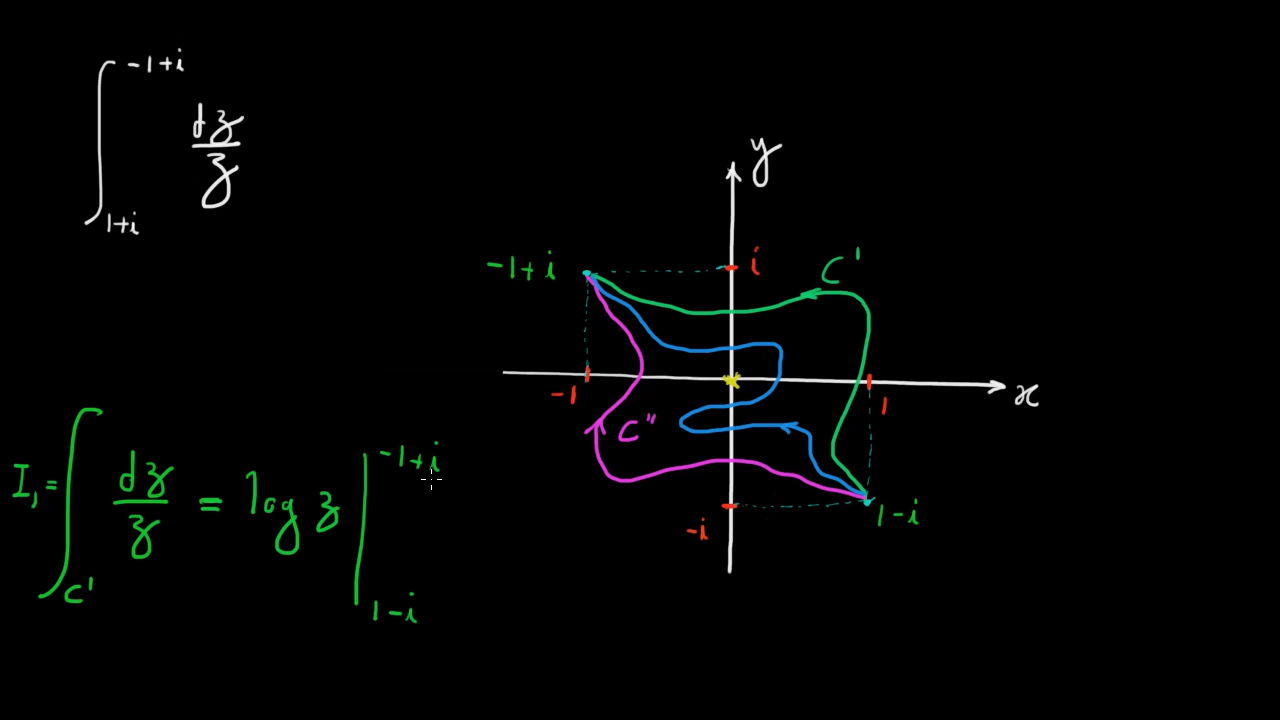 -1+i
∫ dz/z
1+i
y
-1+i
i
C'
-1
1
x
C"
-i
1-i
I₁ = ∫ dz/z = log z |
C'
-1+i
1-i